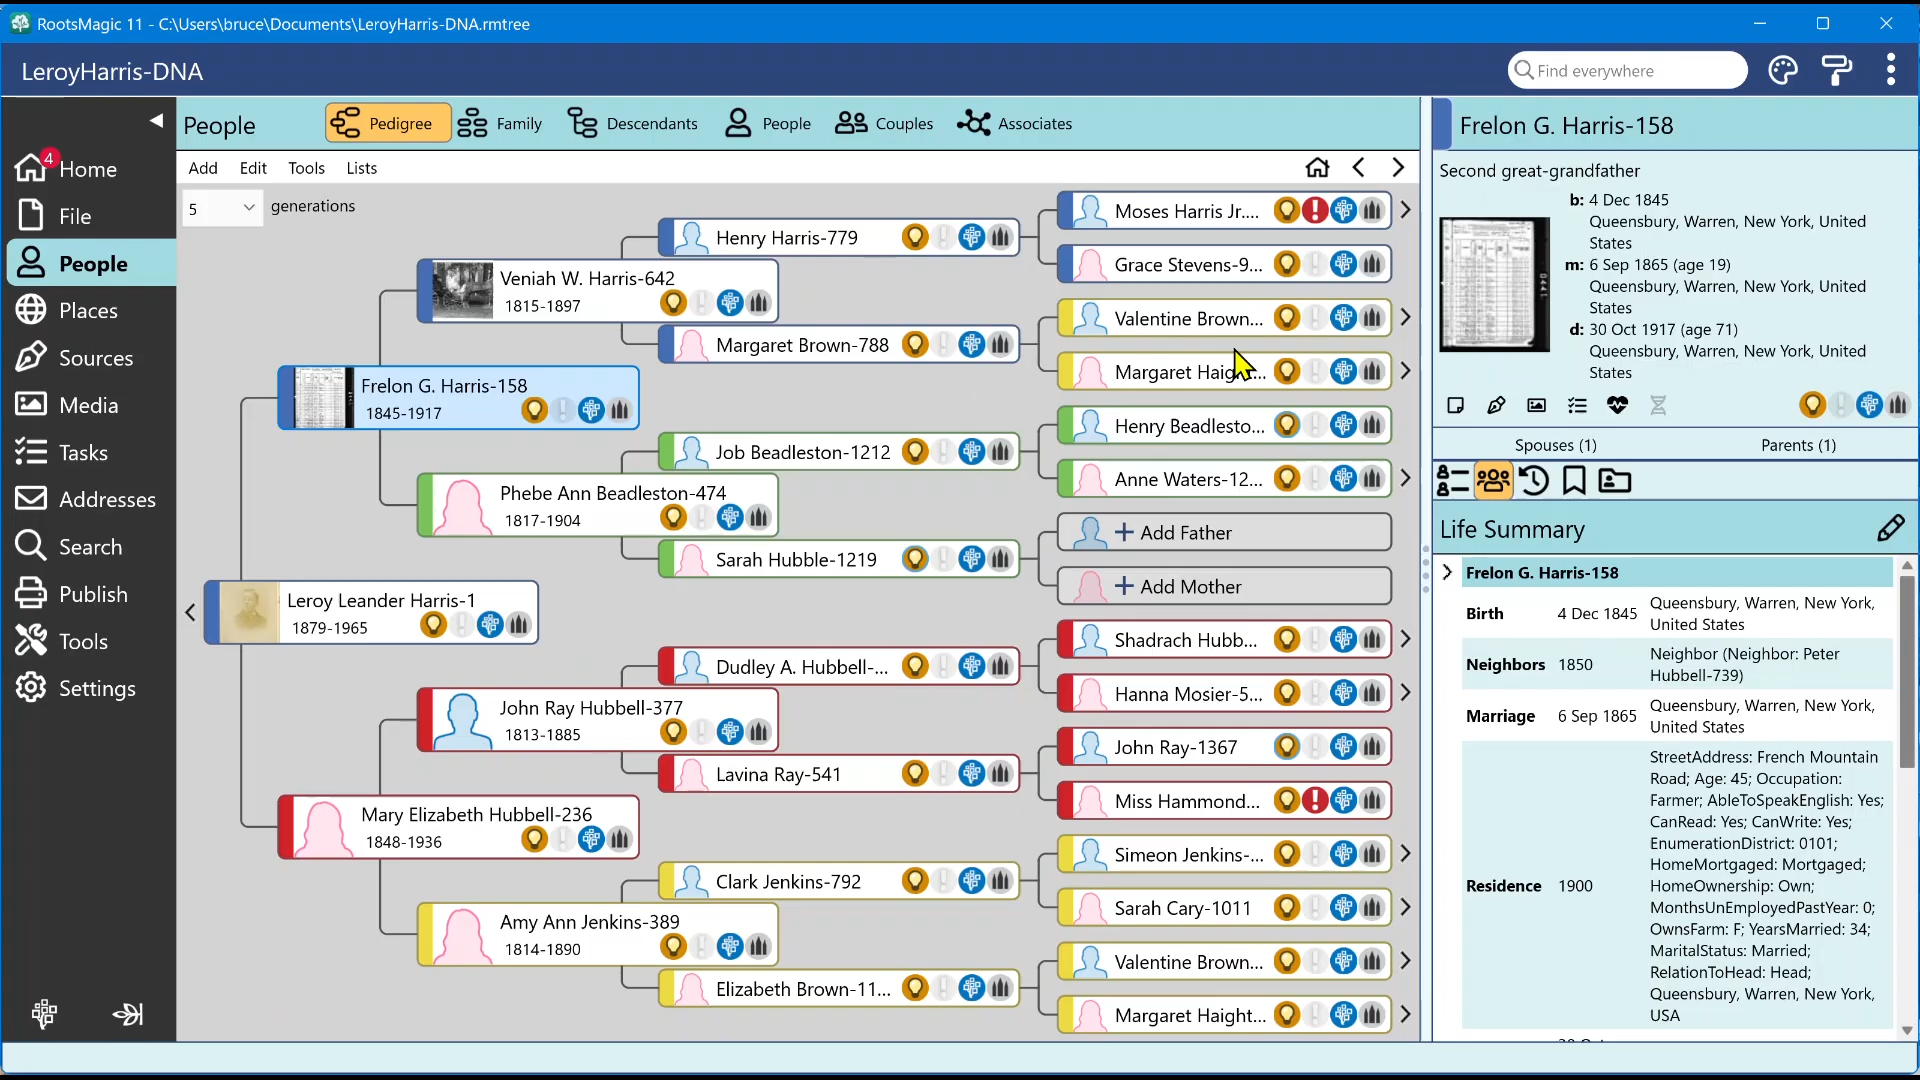 RootsMagic 11 - C:\Users\bruce\Documents\LeroyHarris-DNA.rmtree
LeroyHarris-DNA
Find everywhere
4
Home
File
People
Places
Sources
Media
Tasks
Addresses
Search
Publish
Tools
Settings
People
Pedigree
Family
Descendants
People
Couples
Associates
Add
Edit
Tools
Lists
5
generations
Leroy Leander Harris-1
1879-1965
Frelon G. Harris-158
1845-1917
Mary Elizabeth Hubbell-236
1848-1936
Veniah W. Harris-642
1815-1897
Phebe Ann Beadleston-474
1817-1904
John Ray Hubbell-377
1813-1885
Amy Ann Jenkins-389
1814-1890
Henry Harris-779
Margaret Brown-788
Job Beadleston-1212
Sarah Hubble-1219
Dudley A. Hubbell-...
Lavina Ray-541
Clark Jenkins-792
Elizabeth Brown-11...
Moses Harris Jr....
Grace Stevens-9...
Valentine Brown...
Margaret Haight...
Henry Beadlesto...
Anne Waters-12...
Add Father
Add Mother
Shadrach Hubb...
Hanna Mosier-5...
John Ray-1367
Miss Hammond...
Simeon Jenkins-...
Sarah Cary-1011
Valentine Brown...
Margaret Haight...
Frelon G. Harris-158
Second great-grandfather
b: 4 Dec 1845
Queensbury, Warren, New York, United
States
m: 6 Sep 1865 (age 19)
Queensbury, Warren, New York, United
States
d: 30 Oct 1917 (age 71)
Queensbury, Warren, New York, United
States
Spouses (1)
Parents (1)
Life Summary
Frelon G. Harris-158
Birth 4 Dec 1845 Queensbury, Warren, New York,
United States
Neighbors 1850 Neighbor (Neighbor: Peter
Hubbell-739)
Marriage 6 Sep 1865 Queensbury, Warren, New York,
United States
Residence 1900 StreetAddress: French Mountain
Road; Age: 45; Occupation:
Farmer; AbleToSpeakEnglish: Yes;
CanRead: Yes; CanWrite: Yes;
EnumerationDistrict: 0101;
HomeMortgaged: Mortgaged;
HomeOwnership: Own;
MonthsUnEmployedPastYear: 0;
OwnsFarm: F; YearsMarried: 34;
MaritalStatus: Married;
RelationToHead: Head;
Queensbury, Warren, New York,
USA